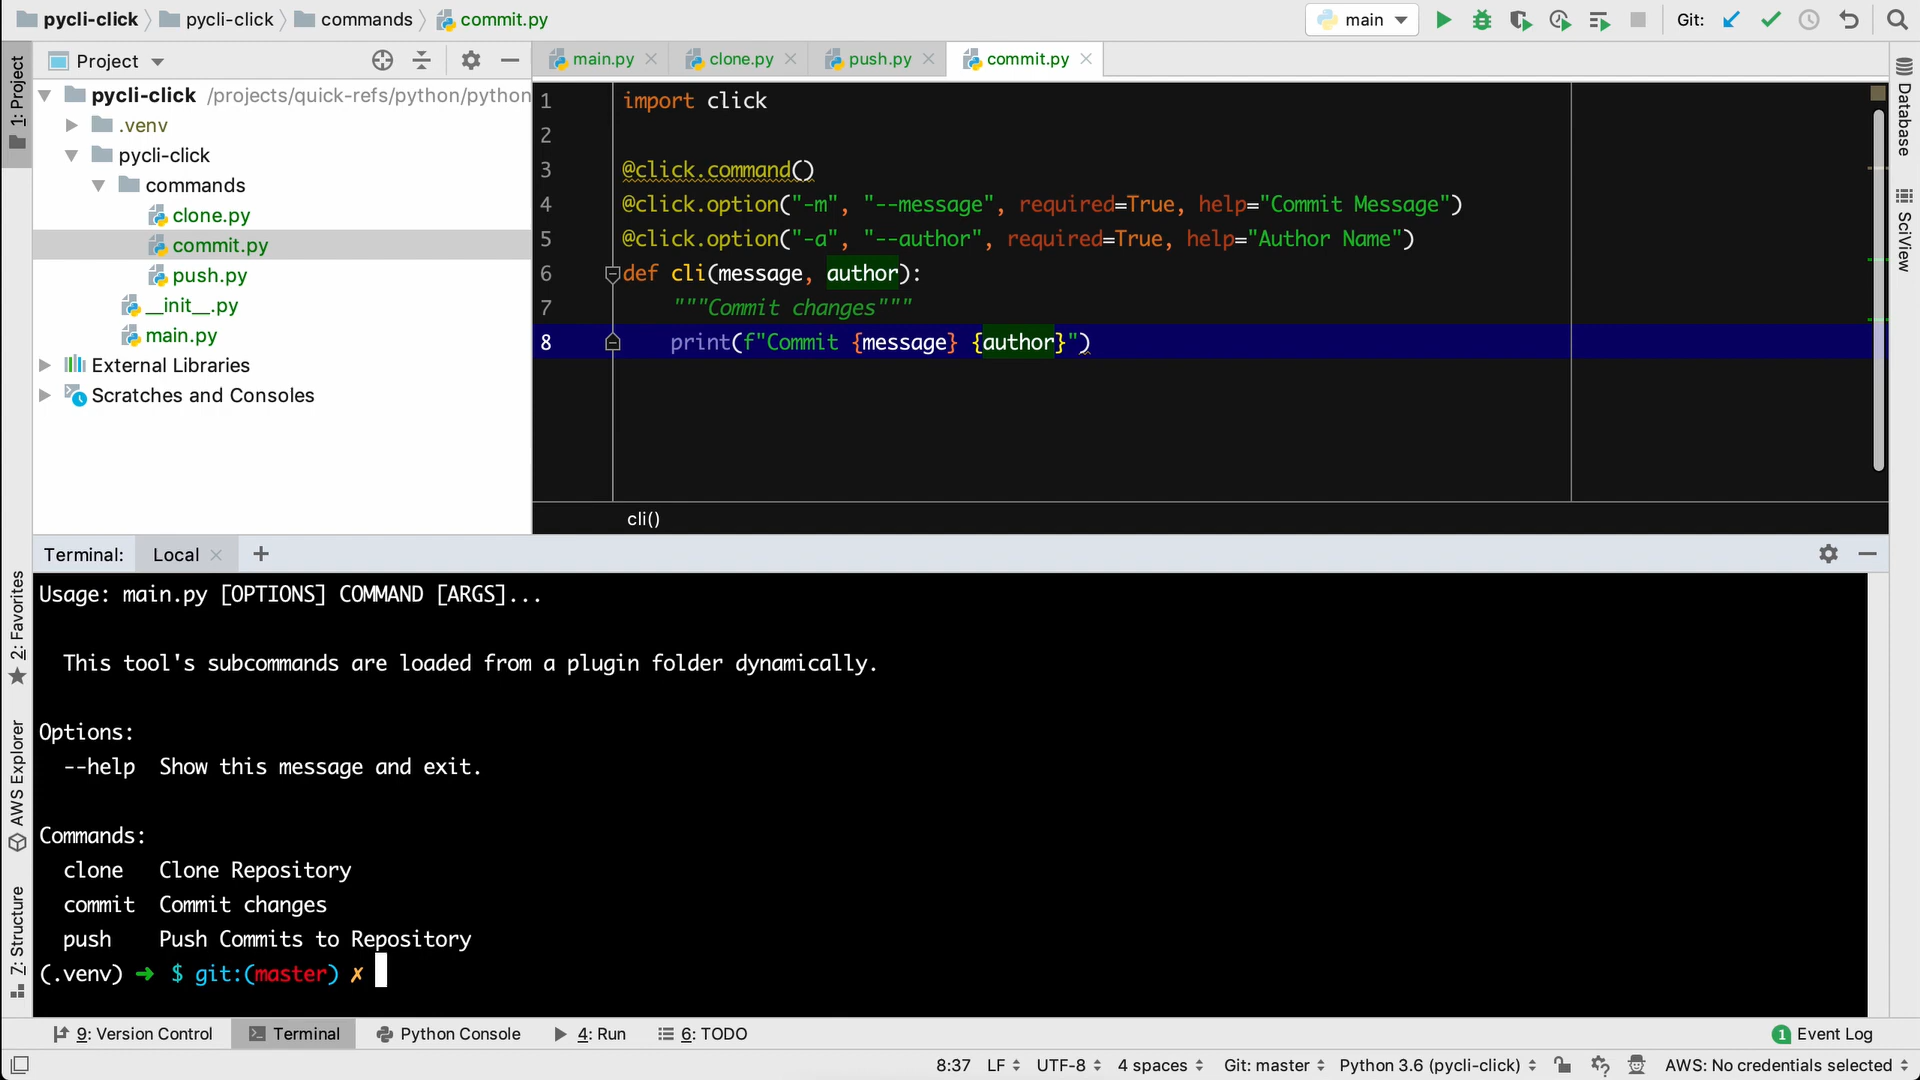 pycli-click pycli-click commands commit.py main Git:
1: Project
Project
main.py clone.py push.py commit.py
pycli-click /projects/quick-refs/python/python
.venv
pycli-click
commands
clone.py
commit.py
push.py
__init__.py
main.py
External Libraries
Scratches and Consoles
1 import click
2
3 @click.command()
4 @click.option("-m", "--message", required=True, help="Commit Message")
5 @click.option("-a", "--author", required=True, help="Author Name")
6 def cli(message, author):
7 """Commit changes"""
8 print(f"Commit {message} {author}")
cli()
Database
SciView
Terminal: Local
Usage: main.py [OPTIONS] COMMAND [ARGS]...
This tool's subcommands are loaded from a plugin folder dynamically.
Options:
--help Show this message and exit.
Commands:
clone Clone Repository
commit Commit changes
push Push Commits to Repository
(.venv) ➜ $ git:(master) ✗
2: Favorites
AWS Explorer
7: Structure
9: Version Control Terminal Python Console 4: Run 6: TODO 1 Event Log
8:37 LF UTF-8 4 spaces Git: master Python 3.6 (pycli-click) AWS: No credentials selected